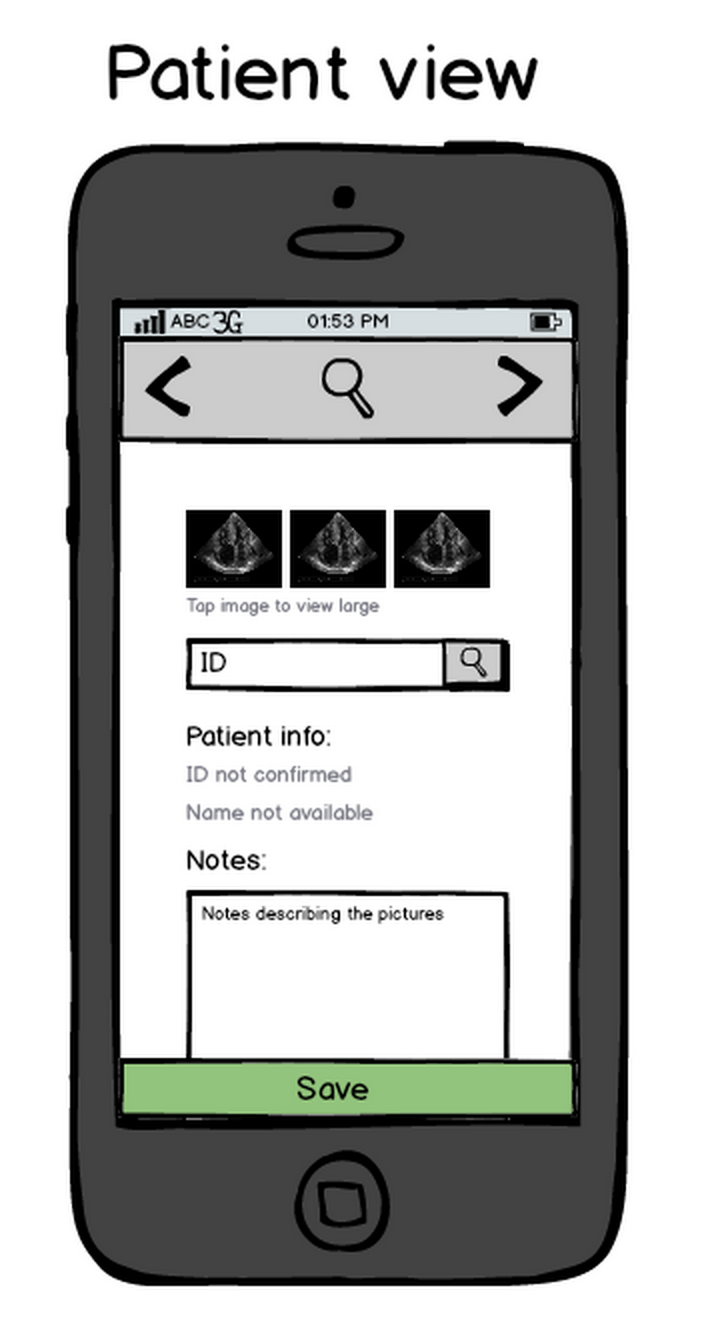 Patient view
ABC 3G 01:53 PM
Tap image to view large
ID
Patient info:
ID not confirmed
Name not available
Notes:
Notes describing the pictures
Save